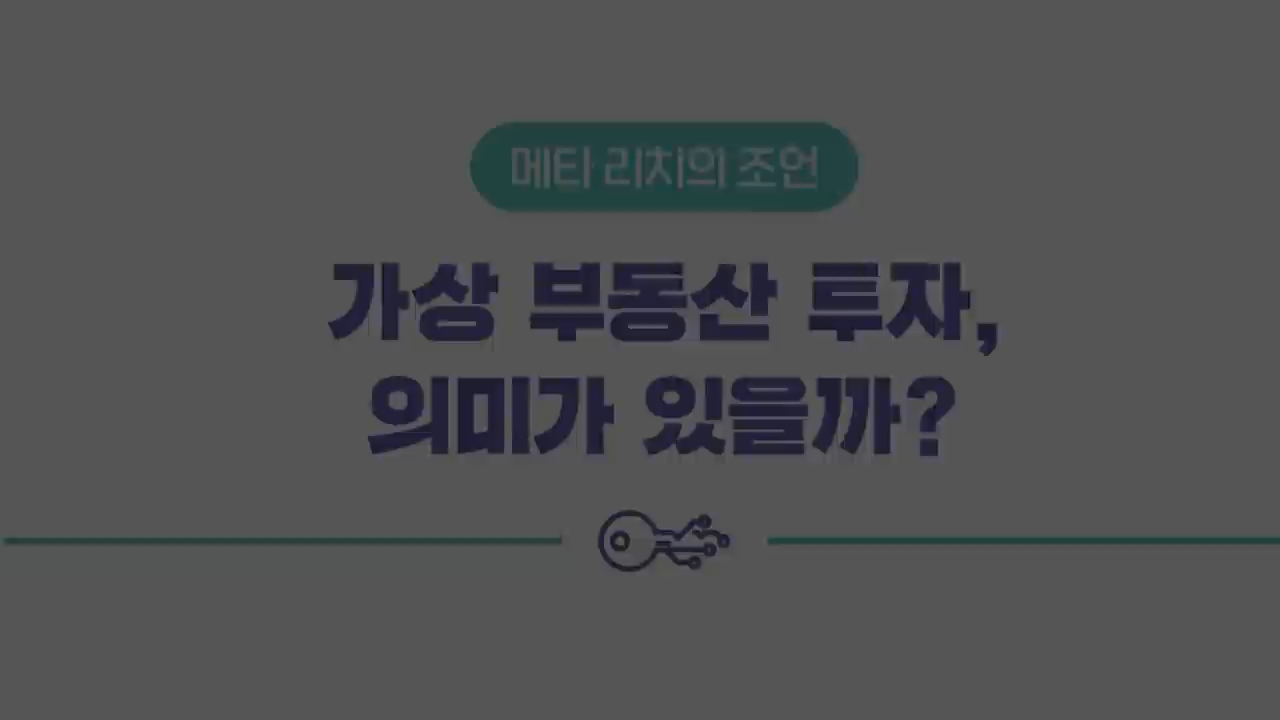 메타 리치의 조언
가상 부동산 투자,
의미가 있을까?